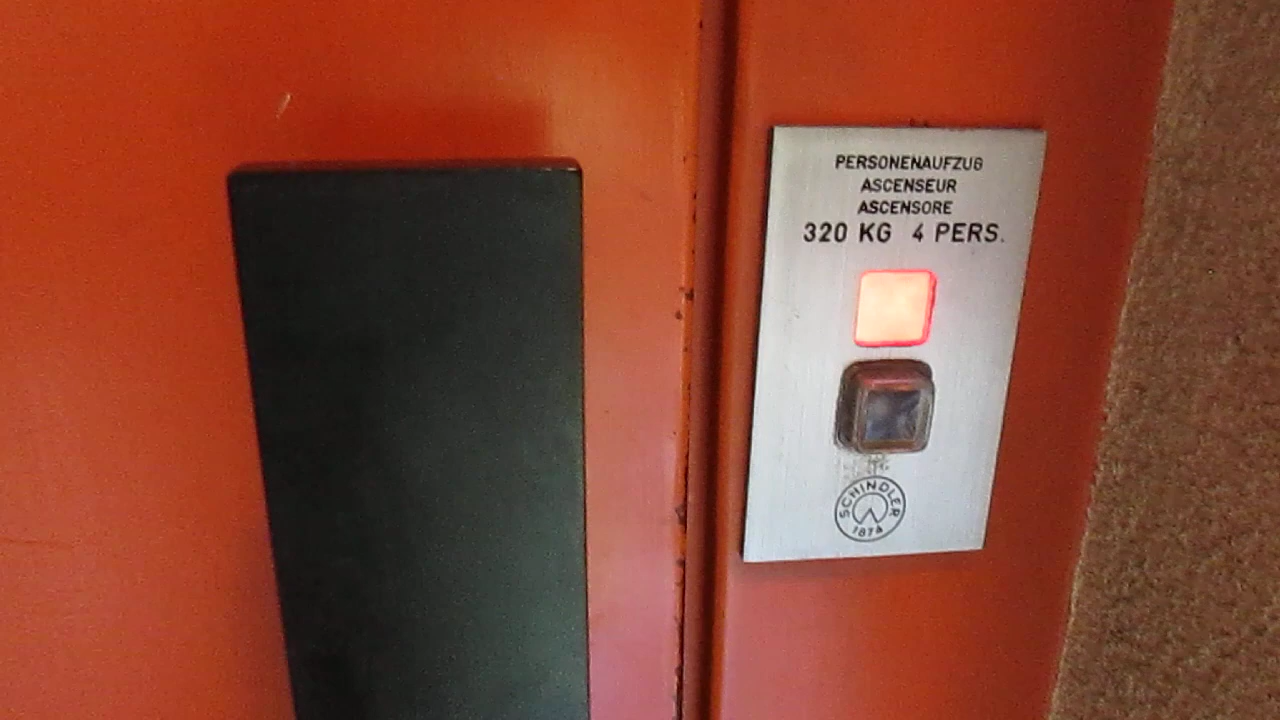 PERSONENAUFZUG
ASCENSEUR
ASCENSORE
320 KG 4 PERS.
SCHINDLER
1874